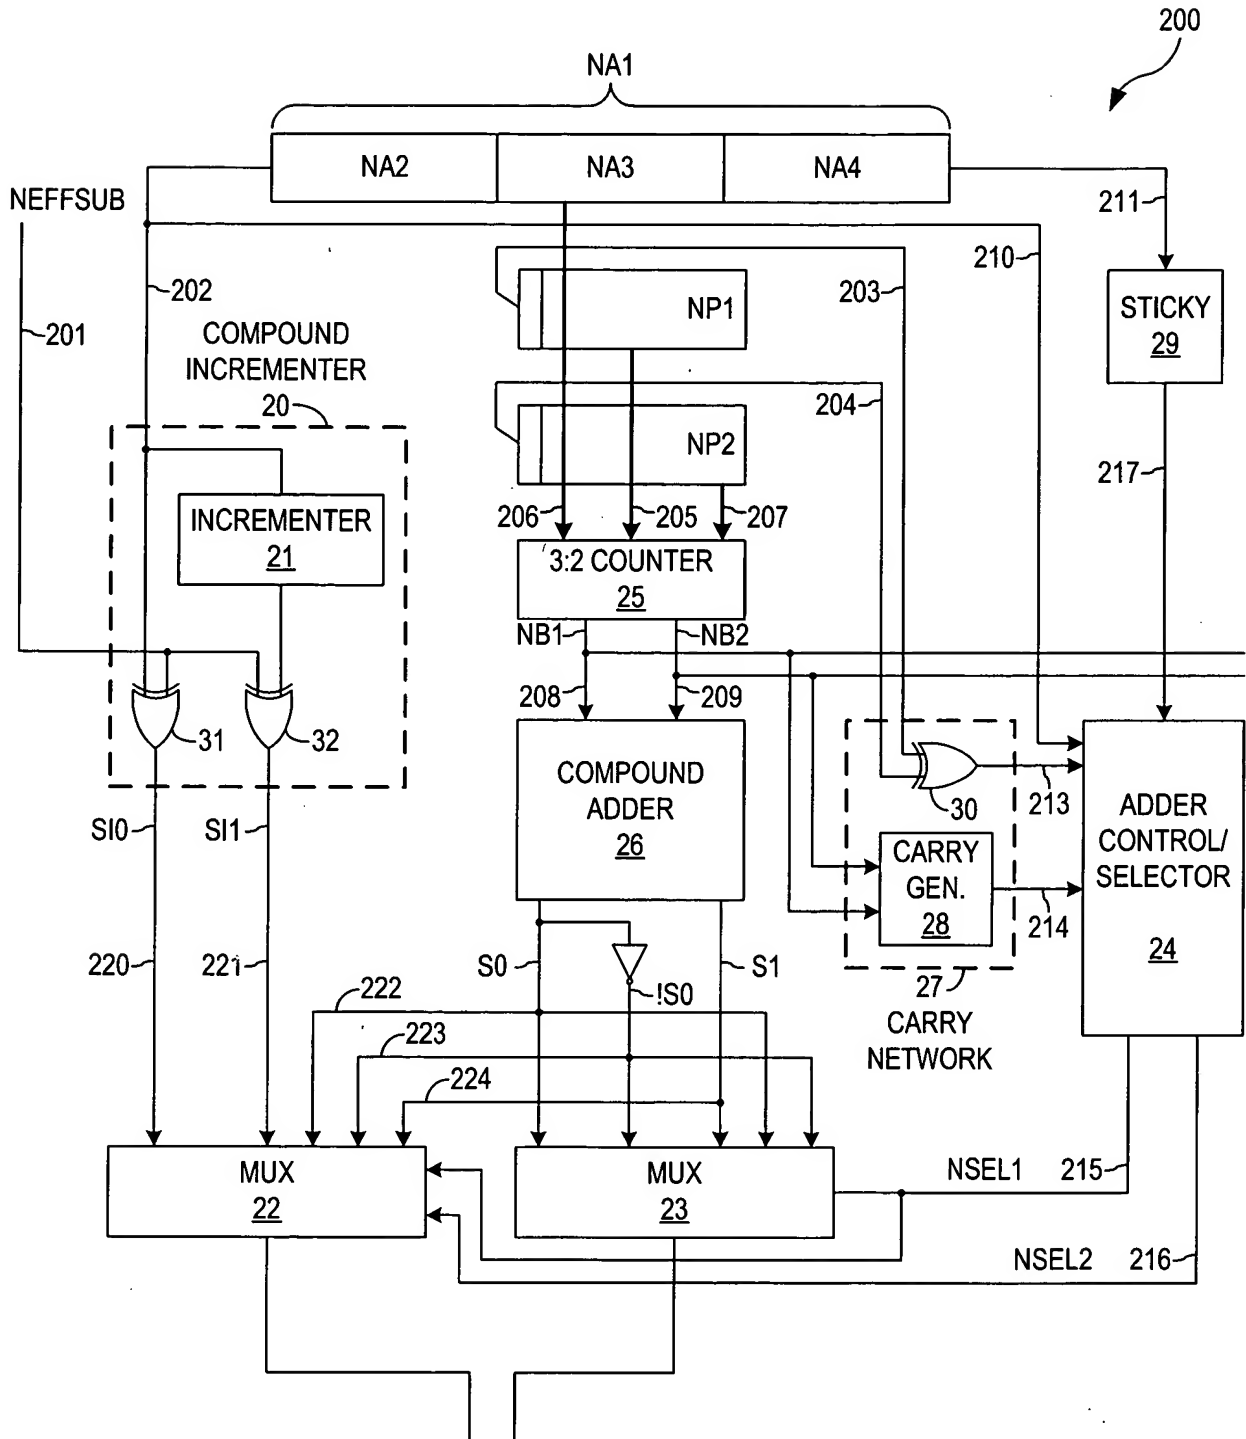 200
NA1
NA2
NA3
NA4
NEFFSUB
211
210
202
203
NP1
STICKY
29
201
COMPOUND
INCREMENTER
20
204
NP2
217
INCREMENTER
21
206
205
207
3:2 COUNTER
25
NB1
NB2
208
209
31
32
COMPOUND
ADDER
26
30
213
ADDER
CONTROL/
SELECTOR
24
SI0
SI1
CARRY
GEN.
28
214
220
221
S0
S1
!S0
222
27
CARRY
NETWORK
223
224
MUX
22
MUX
23
NSEL1
215
NSEL2
216